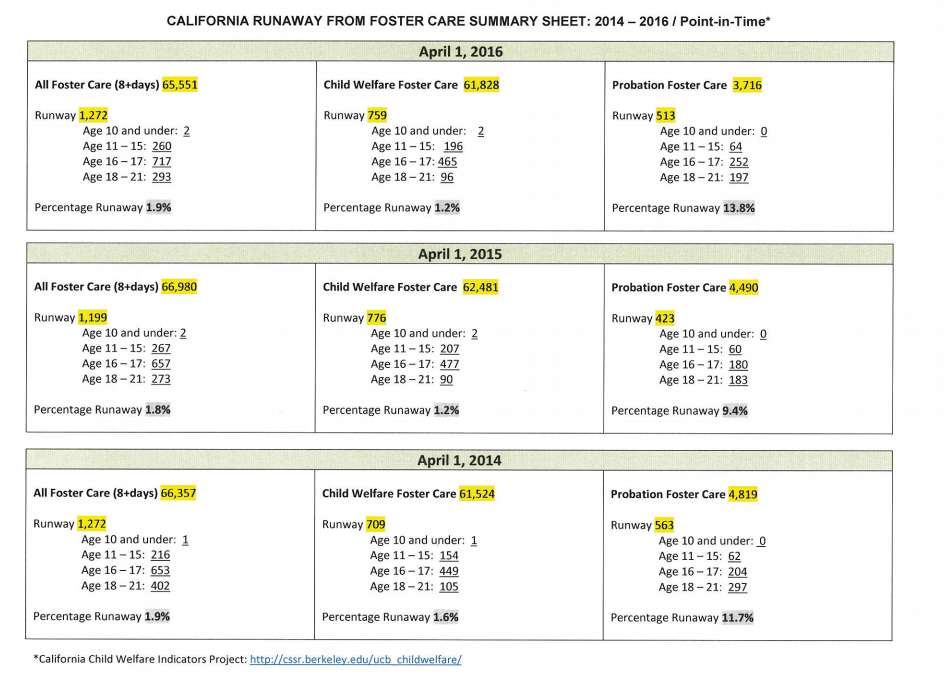 CALIFORNIA RUNAWAY FROM FOSTER CARE SUMMARY SHEET: 2014 – 2016 / Point-in-Time*
April 1, 2016
All Foster Care (8+days) 65,551
Runway 1,272
Age 10 and under: 2
Age 11 – 15: 260
Age 16 – 17: 717
Age 18 – 21: 293
Percentage Runaway 1.9%
Child Welfare Foster Care 61,828
Runway 759
Age 10 and under: 2
Age 11 – 15: 196
Age 16 – 17: 465
Age 18 – 21: 96
Percentage Runaway 1.2%
Probation Foster Care 3,716
Runway 513
Age 10 and under: 0
Age 11 – 15: 64
Age 16 – 17: 252
Age 18 – 21: 197
Percentage Runaway 13.8%
April 1, 2015
All Foster Care (8+days) 66,980
Runway 1,199
Age 10 and under: 2
Age 11 – 15: 267
Age 16 – 17: 657
Age 18 – 21: 273
Percentage Runaway 1.8%
Child Welfare Foster Care 62,481
Runway 776
Age 10 and under: 2
Age 11 – 15: 207
Age 16 – 17: 477
Age 18 – 21: 90
Percentage Runaway 1.2%
Probation Foster Care 4,490
Runway 423
Age 10 and under: 0
Age 11 – 15: 60
Age 16 – 17: 180
Age 18 – 21: 183
Percentage Runaway 9.4%
April 1, 2014
All Foster Care (8+days) 66,357
Runway 1,272
Age 10 and under: 1
Age 11 – 15: 216
Age 16 – 17: 653
Age 18 – 21: 402
Percentage Runaway 1.9%
Child Welfare Foster Care 61,524
Runway 709
Age 10 and under: 1
Age 11 – 15: 154
Age 16 – 17: 449
Age 18 – 21: 105
Percentage Runaway 1.6%
Probation Foster Care 4,819
Runway 563
Age 10 and under: 0
Age 11 – 15: 62
Age 16 – 17: 204
Age 18 – 21: 297
Percentage Runaway 11.7%
*California Child Welfare Indicators Project: http://cssr.berkeley.edu/ucb_childwelfare/